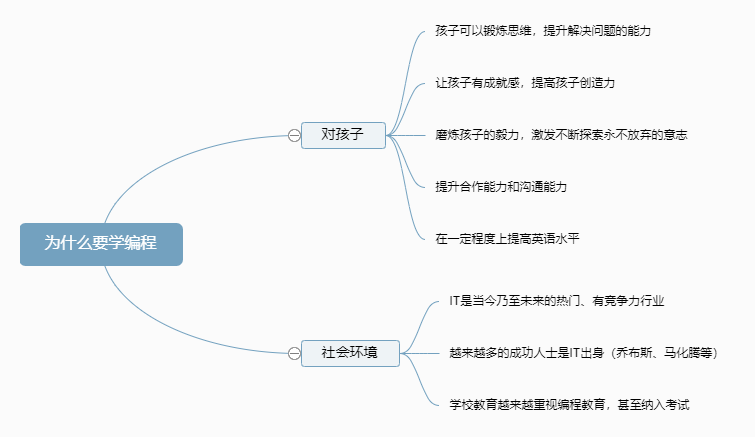 为什么要学编程
对孩子
孩子可以锻炼思维，提升解决问题的能力
让孩子有成就感，提高孩子创造力
磨炼孩子的毅力，激发不断探索永不放弃的意志
提升合作能力和沟通能力
在一定程度上提高英语水平
社会环境
IT是当今乃至未来的热门、有竞争力行业
越来越多的成功人士是IT出身（乔布斯、马化腾等）
学校教育越来越重视编程教育，甚至纳入考试